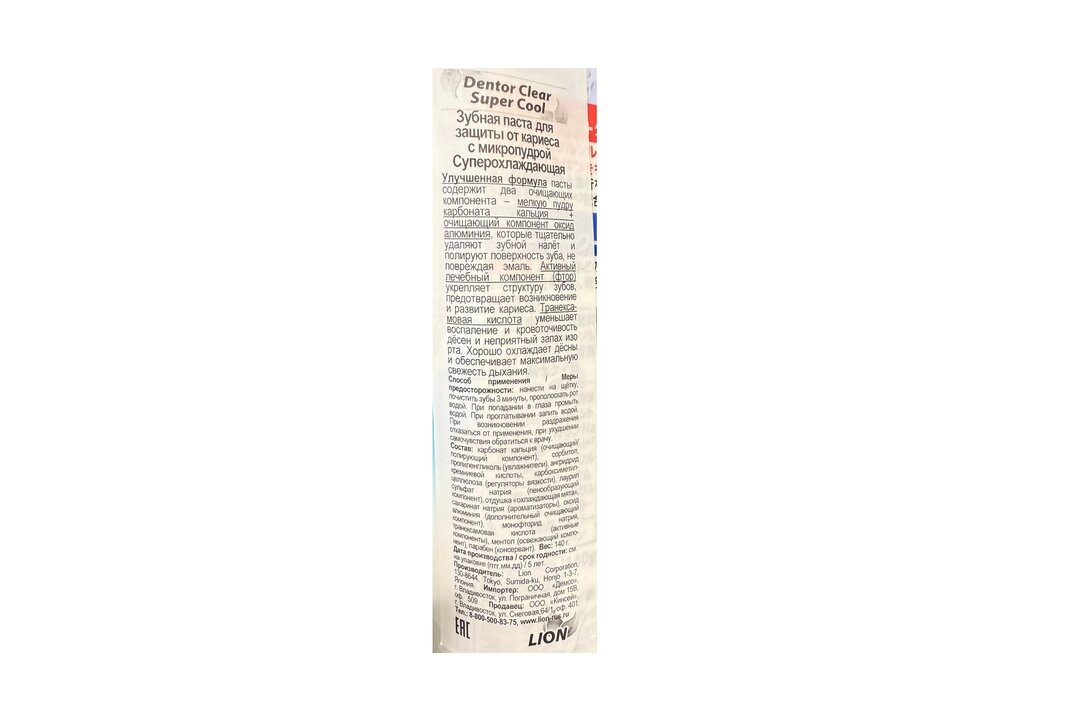 Dentor Clear
Super Cool
Зубная паста для
защиты от кариеса
с микропудрой
Суперохлаждающая
Улучшенная формула пасты
содержит два очищающих
компонента – мелкую пудру
карбоната кальция +
очищающий компонент оксид
алюминия, которые тщательно
удаляют зубной налёт и
полируют поверхность зуба, не
повреждая эмаль. Активный
лечебный компонент (фтор)
укрепляет структуру зубов,
предотвращает возникновение
и развитие кариеса. Транекса-
мовая кислота уменьшает
воспаление и кровоточивость
дёсен и неприятный запах изо
рта. Хорошо охлаждает дёсны
и обеспечивает максимальную
свежесть дыхания.
Способ применения / Меры
предосторожности: нанести на щётку,
почистить зубы 3 минуты, прополоскать рот
водой. При попадании в глаза промыть
водой. При проглатывании запить водой.
При возникновении раздражения
отказаться от применения, при ухудшении
самочувствия обратиться к врачу.
Состав: карбонат кальция (очищающий/
полирующий компонент), сорбитол,
пропиленгликоль (увлажнители), ангидрид
кремниевой кислоты, карбоксиметил-
целлюлоза (регуляторы вязкости), лаурил
сульфат натрия (пенообразующий
компонент), отдушка «охлаждающая мята»,
сахаринат натрия (ароматизаторы), оксид
алюминия (дополнительный очищающий
компонент), монофторид натрия,
транексамовая кислота (активные
компоненты), ментол (освежающий компо-
нент), парабен (консервант). Вес: 140 г.
Дата производства / срок годности: см.
на упаковке (гггг.мм.дд) / 5 лет.
Производитель: Lion Corporation,
130-8644, Tokyo, Sumida-ku, Honjo 1-3-7,
Япония. Импортер: ООО «Демос»,
г. Владивосток, ул. Пограничная, дом 15В,
оф. 509. Продавец: ООО «Кинсей»,
г. Владивосток, ул. Снеговая,64/1, оф. 401.
Тел.: 8-800-500-83-75, www.lion-rus.ru
EAC
LION